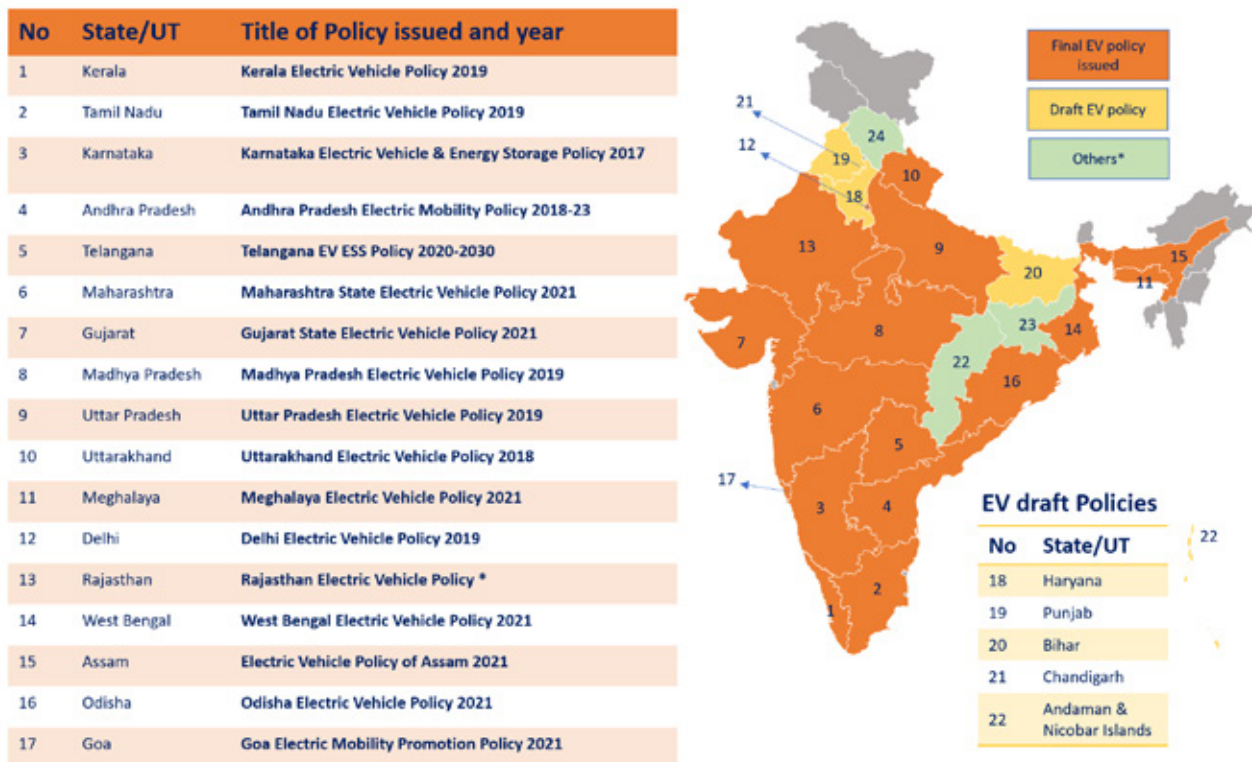 No State/UT Title of Policy issued and year
1 Kerala Kerala Electric Vehicle Policy 2019
2 Tamil Nadu Tamil Nadu Electric Vehicle Policy 2019
3 Karnataka Karnataka Electric Vehicle & Energy Storage Policy 2017
4 Andhra Pradesh Andhra Pradesh Electric Mobility Policy 2018-23
5 Telangana Telangana EV ESS Policy 2020-2030
6 Maharashtra Maharashtra State Electric Vehicle Policy 2021
7 Gujarat Gujarat State Electric Vehicle Policy 2021
8 Madhya Pradesh Madhya Pradesh Electric Vehicle Policy 2019
9 Uttar Pradesh Uttar Pradesh Electric Vehicle Policy 2019
10 Uttarakhand Uttarakhand Electric Vehicle Policy 2018
11 Meghalaya Meghalaya Electric Vehicle Policy 2021
12 Delhi Delhi Electric Vehicle Policy 2019
13 Rajasthan Rajasthan Electric Vehicle Policy *
14 West Bengal West Bengal Electric Vehicle Policy 2021
15 Assam Electric Vehicle Policy of Assam 2021
16 Odisha Odisha Electric Vehicle Policy 2021
17 Goa Goa Electric Mobility Promotion Policy 2021
Final EV policy
issued
Draft EV policy
Others*
21
24
12
19
10
18
13
9
15
20
11
8
23
14
7
22
16
6
5
17
3
4
2
1
EV draft Policies
No State/UT
18 Haryana
19 Punjab
20 Bihar
21 Chandigarh
22 Andaman &
Nicobar Islands
22